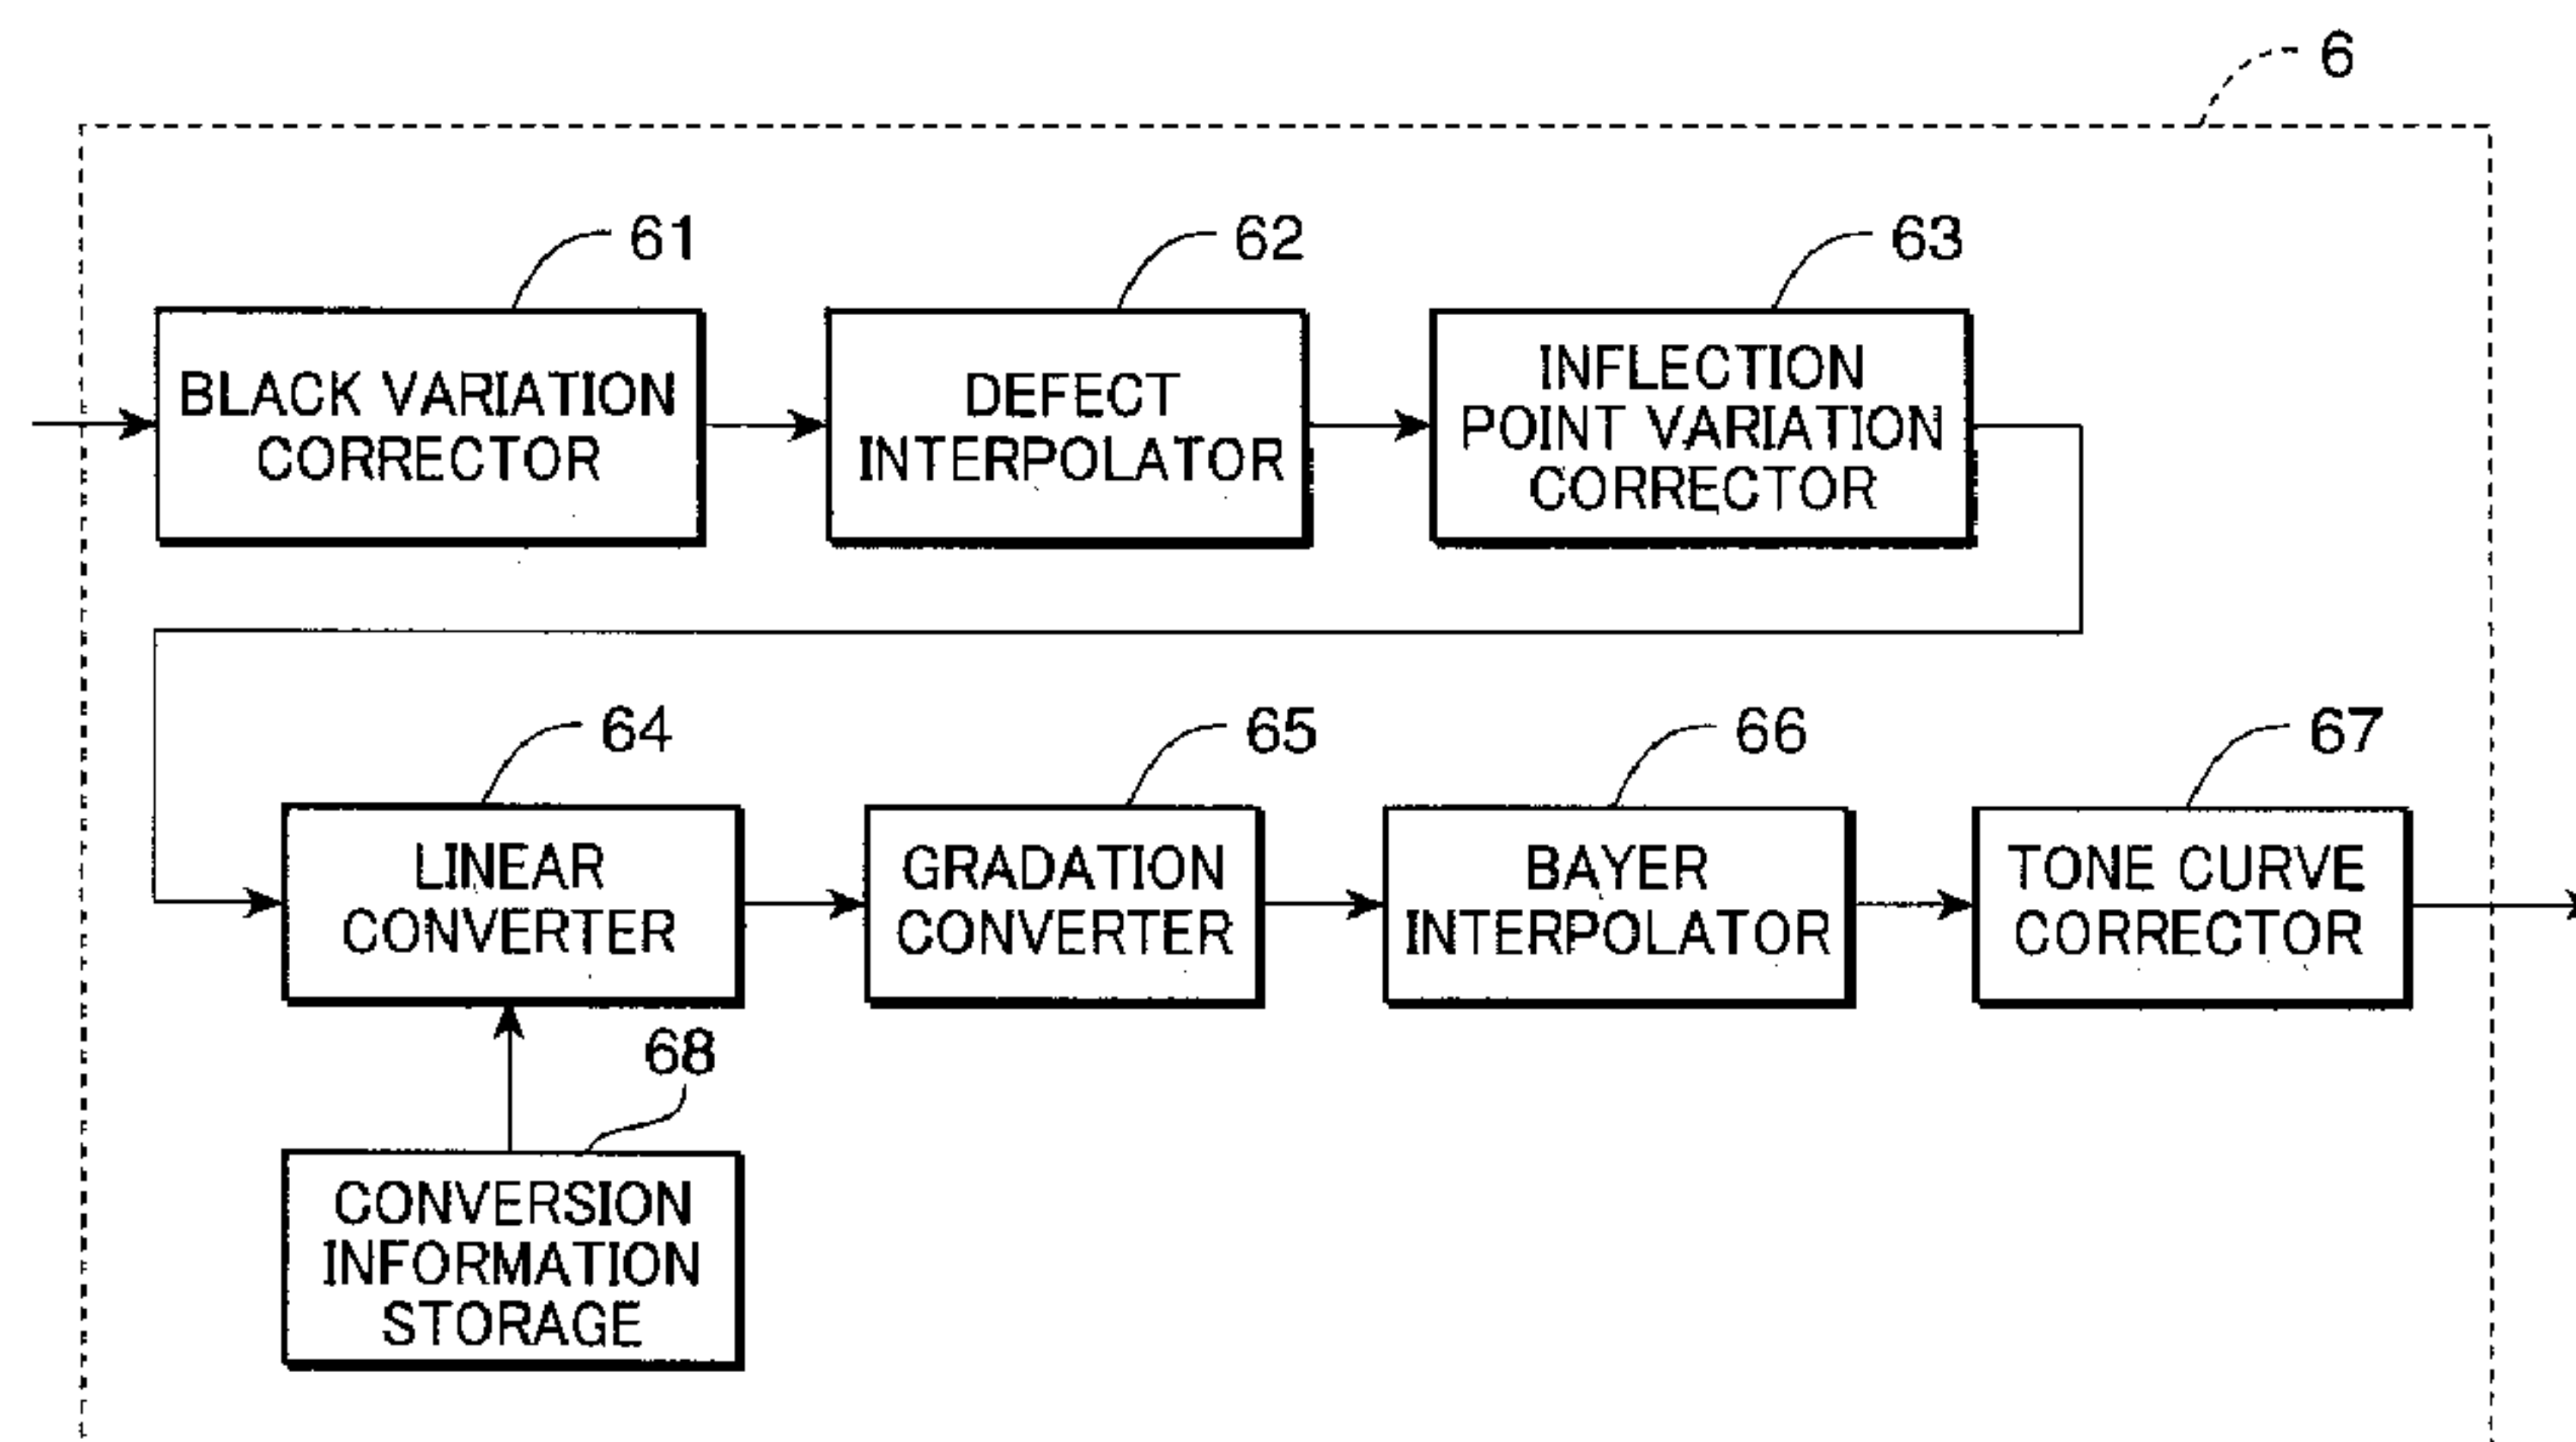 6
61
62
63
BLACK VARIATION
CORRECTOR
DEFECT
INTERPOLATOR
INFLECTION
POINT VARIATION
CORRECTOR
64
65
66
67
LINEAR
CONVERTER
GRADATION
CONVERTER
BAYER
INTERPOLATOR
TONE CURVE
CORRECTOR
68
CONVERSION
INFORMATION
STORAGE